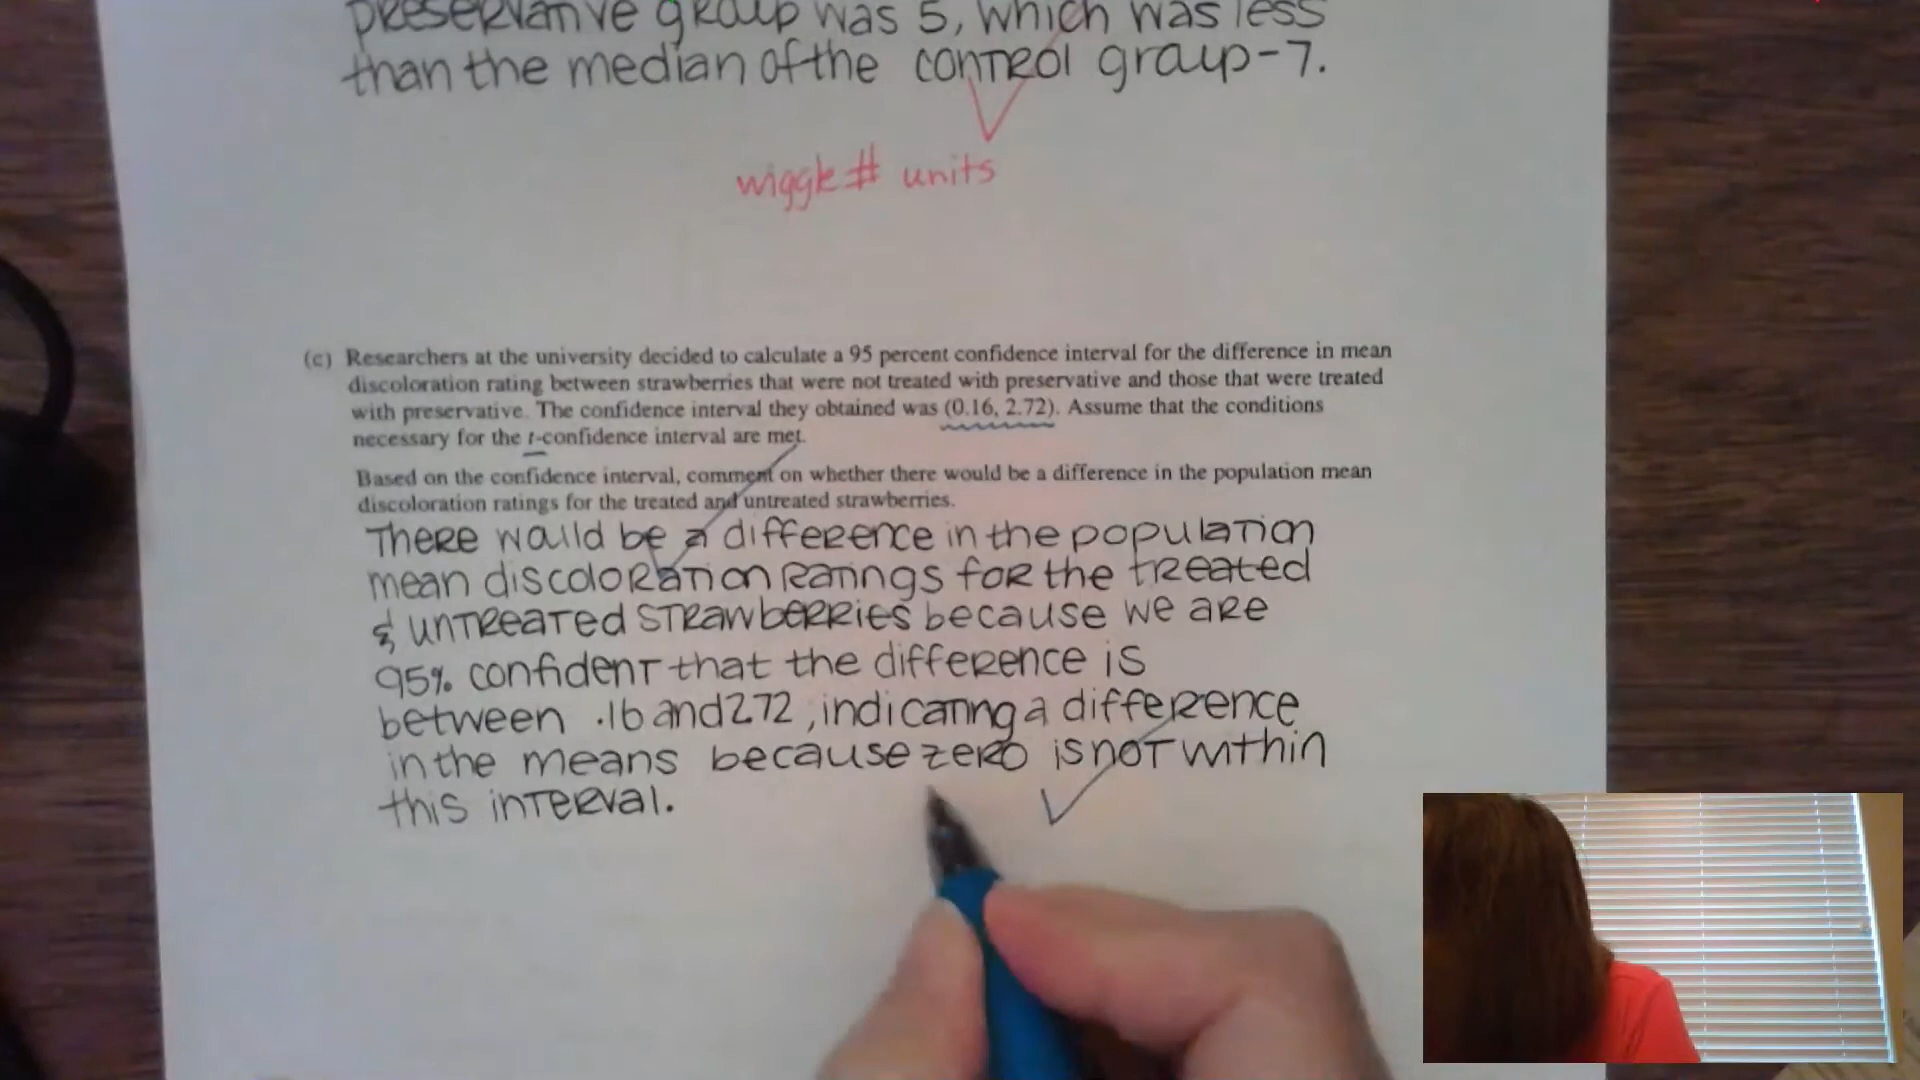 preservative group was 5, which was less
than the median of the control group-7.
wiggle # units
(c) Researchers at the university decided to calculate a 95 percent confidence interval for the difference in mean
discoloration rating between strawberries that were not treated with preservative and those that were treated
with preservative. The confidence interval they obtained was (0.16, 2.72). Assume that the conditions
necessary for the t-confidence interval are met.
Based on the confidence interval, comment on whether there would be a difference in the population mean
discoloration ratings for the treated and untreated strawberries.
There would be a difference in the population
mean discoloration ratings for the treated
& untreated strawberries because we are
95% confident that the difference is
between .16 and 2.72, indicating a difference
in the means because zero is not within
this interval.